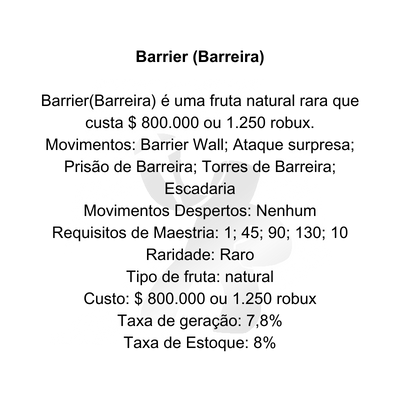 Barrier (Barreira)
Barrier(Barreira) é uma fruta natural rara que
custa $ 800.000 ou 1.250 robux.
Movimentos: Barrier Wall; Ataque surpresa;
Prisão de Barreira; Torres de Barreira;
Escadaria
Movimentos Despertos: Nenhum
Requisitos de Maestria: 1; 45; 90; 130; 10
Raridade: Raro
Tipo de fruta: natural
Custo: $ 800.000 ou 1.250 robux
Taxa de geração: 7,8%
Taxa de Estoque: 8%